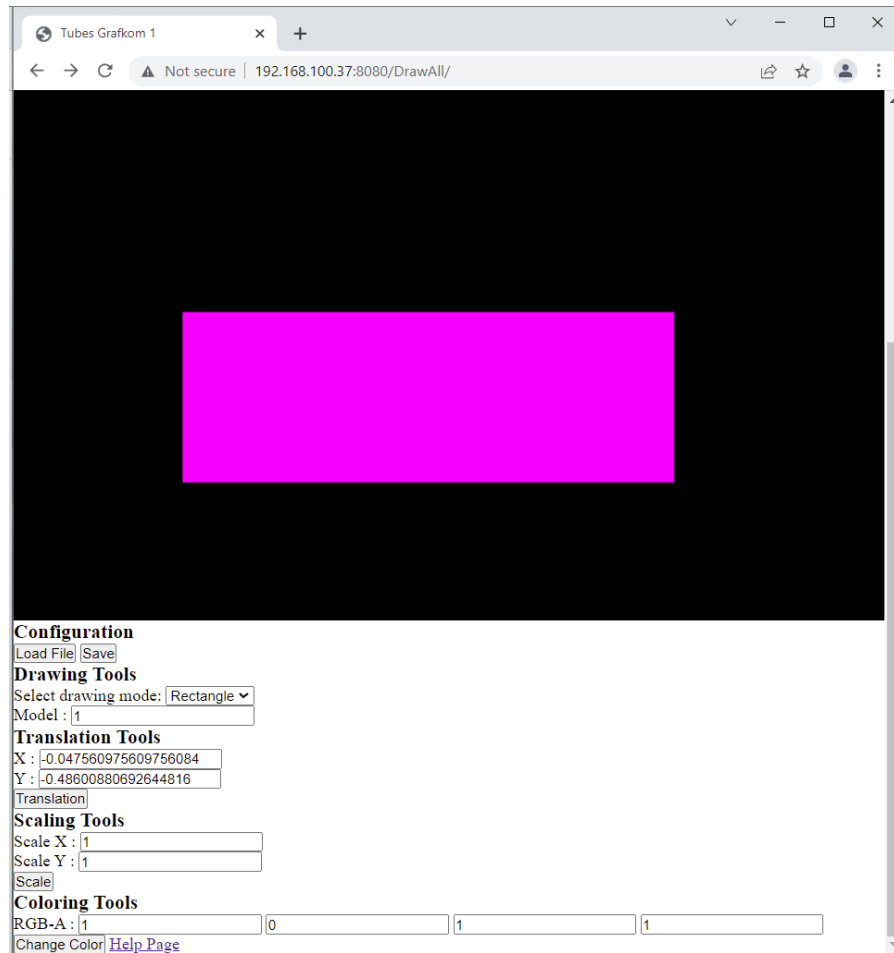 Tubes Grafkom 1
Not secure 192.168.100.37:8080/DrawAll/
Configuration
Load File Save
Drawing Tools
Select drawing mode: Rectangle
Model : 1
Translation Tools
X : -0.047560975609756084
Y : -0.48600880692644816
Translation
Scaling Tools
Scale X : 1
Scale Y : 1
Scale
Coloring Tools
RGB-A : 1 0 1 1
Change Color Help Page